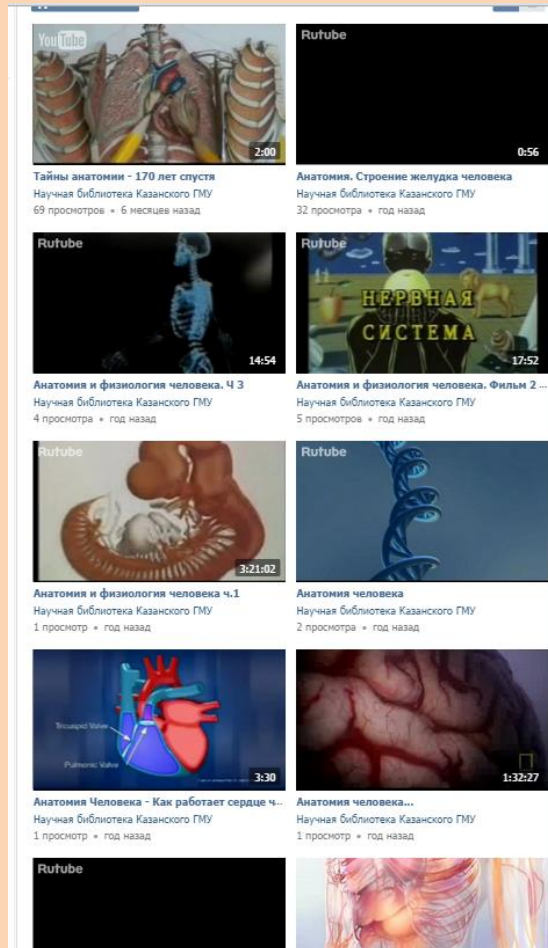 YouTube
2:00
Тайны анатомии - 170 лет спустя
Научная библиотека Казанского ГМУ
69 просмотров • 6 месяцев назад
Rutube
0:56
Анатомия. Строение желудка человека
Научная библиотека Казанского ГМУ
32 просмотра • год назад
Rutube
14:54
Анатомия и физиология человека. Ч 3
Научная библиотека Казанского ГМУ
4 просмотра • год назад
Rutube
НЕРВНАЯ
СИСТЕМА
17:52
Анатомия и физиология человека. Фильм 2 ...
Научная библиотека Казанского ГМУ
5 просмотров • год назад
Rutube
3:21:02
Анатомия и физиология человека ч.1
Научная библиотека Казанского ГМУ
1 просмотр • год назад
Rutube
Анатомия человека
Научная библиотека Казанского ГМУ
2 просмотра • год назад
Tricuspid Valve
Pulmonic Valve
3:30
Анатомия Человека - Как работает сердце ч...
Научная библиотека Казанского ГМУ
1 просмотр • год назад
1:32:27
Анатомия человека...
Научная библиотека Казанского ГМУ
1 просмотр • год назад
Rutube